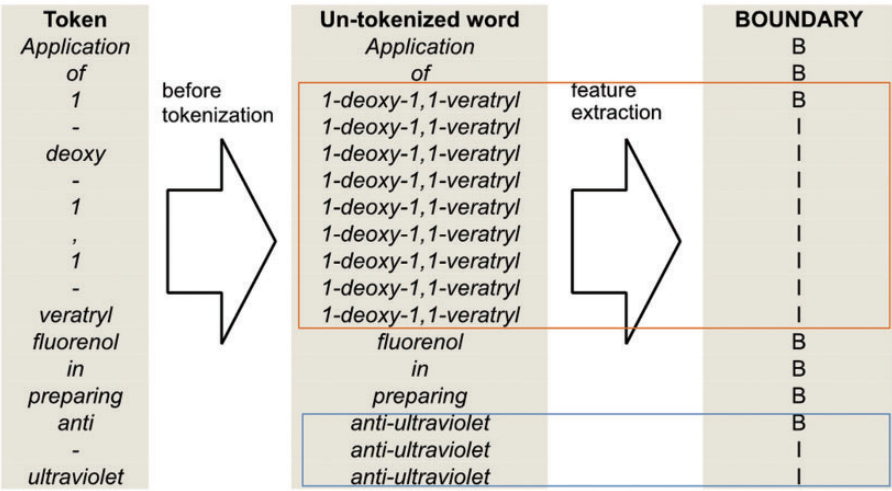 Token Un-tokenized word BOUNDARY
Application Application B
of of B
before tokenization
feature extraction
1 1-deoxy-1,1-veratryl B
- 1-deoxy-1,1-veratryl I
deoxy 1-deoxy-1,1-veratryl I
- 1-deoxy-1,1-veratryl I
1 1-deoxy-1,1-veratryl I
, 1-deoxy-1,1-veratryl I
1 1-deoxy-1,1-veratryl I
- 1-deoxy-1,1-veratryl I
veratryl 1-deoxy-1,1-veratryl I
fluorenol fluorenol B
in in B
preparing preparing B
anti anti-ultraviolet B
- anti-ultraviolet I
ultraviolet anti-ultraviolet I